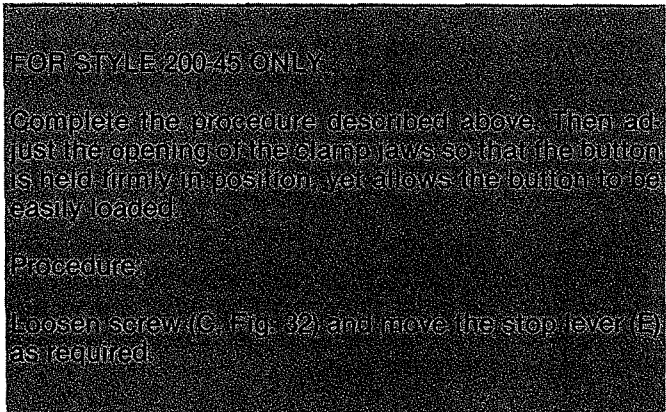 FOR STYLE 200-45 ONLY
Complete the procedure described above. Then ad-
just the opening of the clamp jaws so that the button
is held firmly in position, yet allows the button to be
easily loaded.
Procedure:
Loosen screw (C, Fig. 32) and move the stop lever (E)
as required.